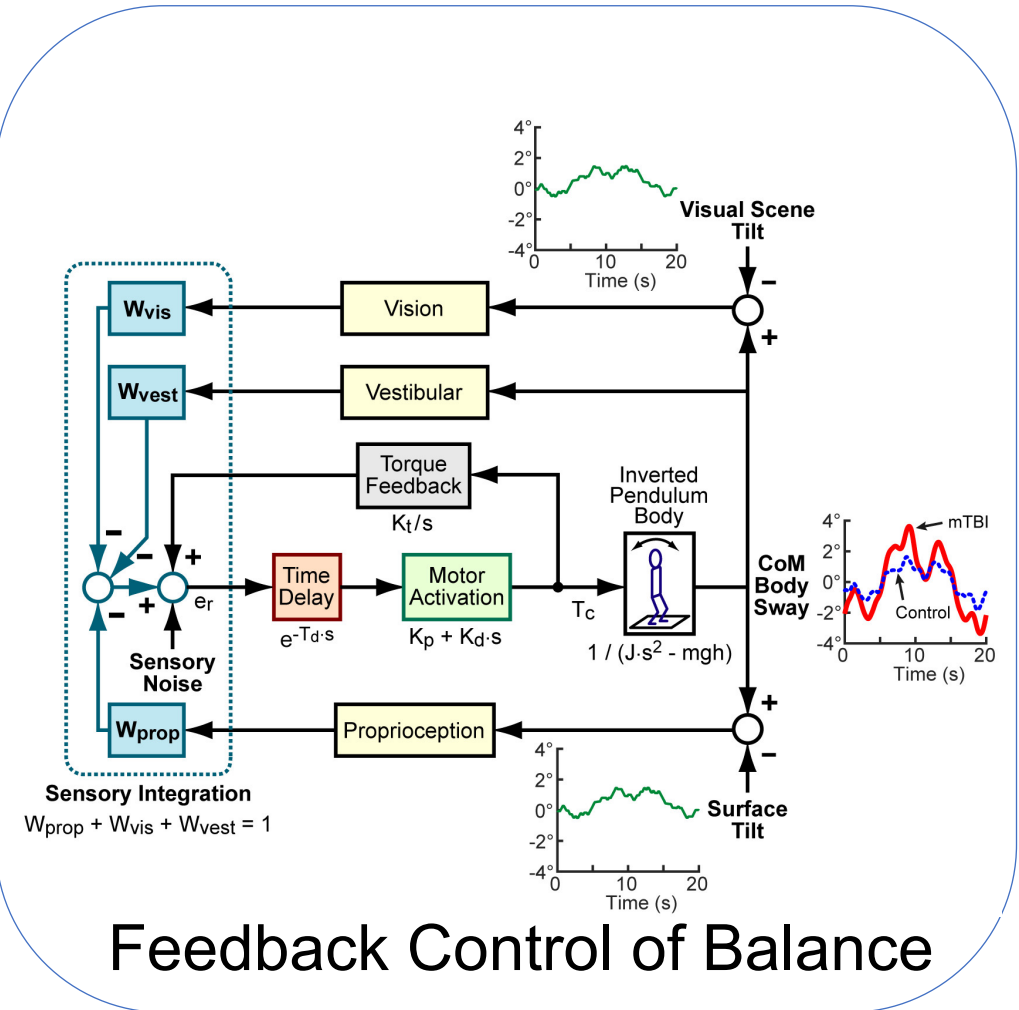 4°
2°
0°
-2°
-4°
0 10 20
Time (s)
Visual Scene
Tilt
−
+
Wvis
Vision
Wvest
Vestibular
Torque
Feedback
Kt/s
Inverted
Pendulum
Body
−
−
+
−
+
er
Time
Delay
e-Td·s
Motor
Activation
Kp + Kd·s
Tc
1 / (J·s2 - mgh)
CoM
Body
Sway
4°
2°
0°
-2°
-4°
mTBI
Control
0 10 20
Time (s)
Sensory
Noise
Wprop
Proprioception
+
−
Surface
Tilt
4°
2°
0°
-2°
-4°
0 10 20
Time (s)
Sensory Integration
Wprop + Wvis + Wvest = 1
Feedback Control of Balance